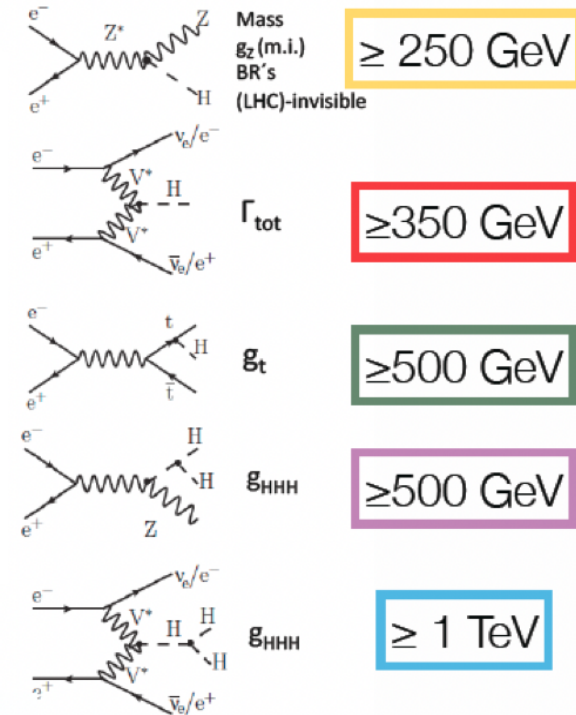 e⁻
Z*
Z
e⁺
H
Mass
g_Z (m.i.)
BR´s
(LHC)-invisible
≥ 250 GeV
ν_e/e⁻
e⁻
V*
H
V*
e⁺
ν̅_e/e⁺
Γ_tot
≥350 GeV
e⁻
t
H
e⁺
t̅
g_t
≥500 GeV
e⁻
H
H
e⁺
Z
g_HHH
≥500 GeV
ν_e/e⁻
e⁻
V*
H
H
H
V*
ν̅_e/e⁺
g_HHH
≥ 1 TeV